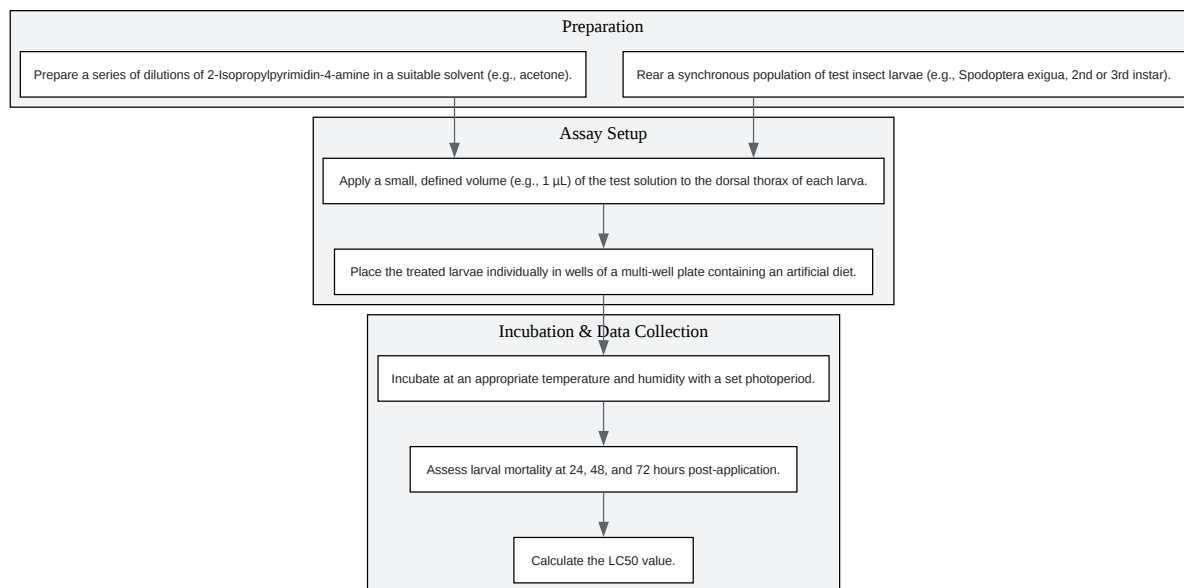 Preparation
Prepare a series of dilutions of 2-Isopropylpyrimidin-4-amine in a suitable solvent (e.g., acetone).
Rear a synchronous population of test insect larvae (e.g., Spodoptera exigua, 2nd or 3rd instar).
Assay Setup
Apply a small, defined volume (e.g., 1 µL) of the test solution to the dorsal thorax of each larva.
Place the treated larvae individually in wells of a multi-well plate containing an artificial diet.
Incubation & Data Collection
Incubate at an appropriate temperature and humidity with a set photoperiod.
Assess larval mortality at 24, 48, and 72 hours post-application.
Calculate the LC50 value.